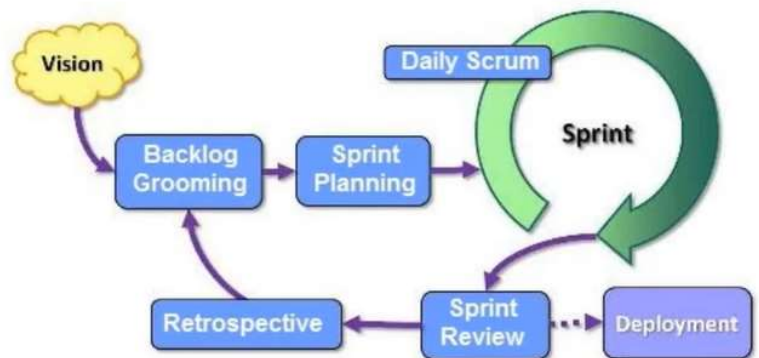 Vision
Daily Scrum
Sprint
Backlog
Grooming
Sprint
Planning
Retrospective
Sprint
Review
Deployment